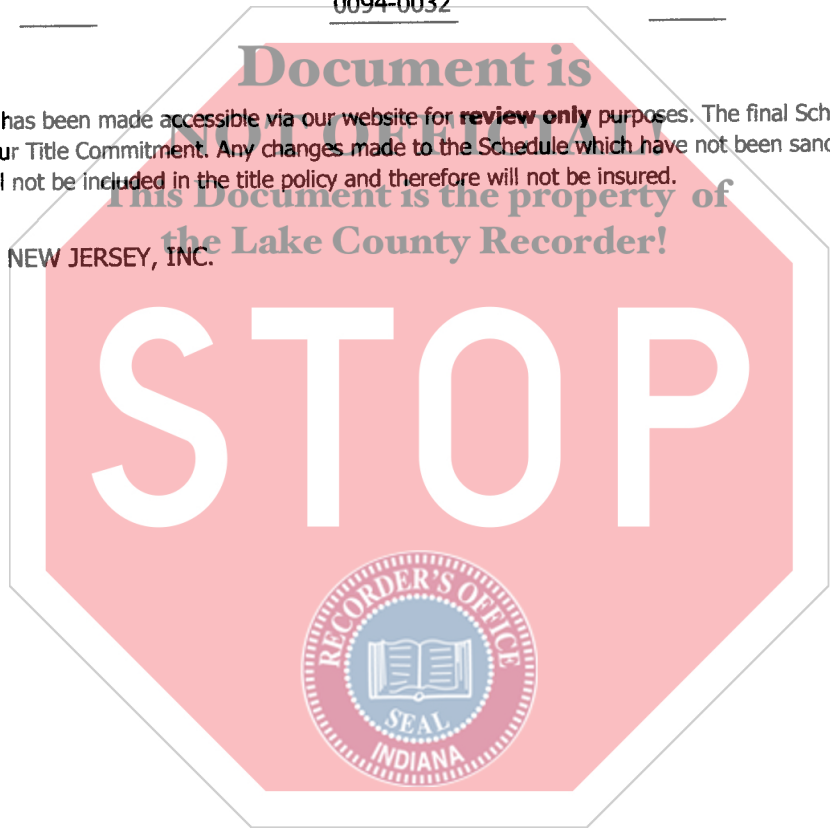 0094-0032
Document is
has been made accessible via our website for review only purposes. The final Sch
NOT OFFICIAL!
ur Title Commitment. Any changes made to the Schedule which have not been sanc
l not be included in the title policy and therefore will not be insured.
This Document is the property of
the Lake County Recorder!
NEW JERSEY, INC.
STOP
RECORDER'S OFFICE
SEAL
INDIANA